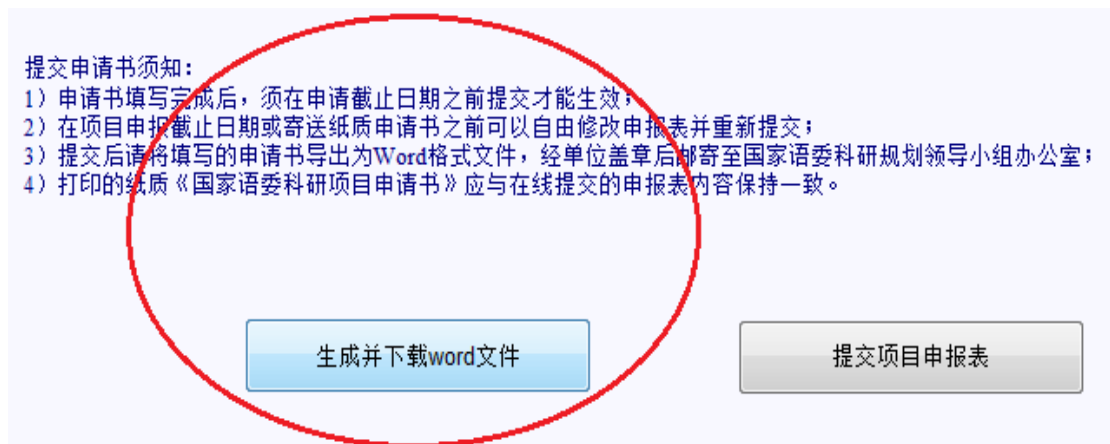 提交申请书须知：
1）申请书填写完成后，须在申请截止日期之前提交才能生效；
2）在项目申报截止日期或寄送纸质申请书之前可以自由修改申报表并重新提交；
3）提交后请将填写的申请书导出为Word格式文件，经单位盖章后邮寄至国家语委科研规划领导小组办公室；
4）打印的纸质《国家语委科研项目申请书》应与在线提交的申报表内容保持一致。
生成并下载word文件
提交项目申报表